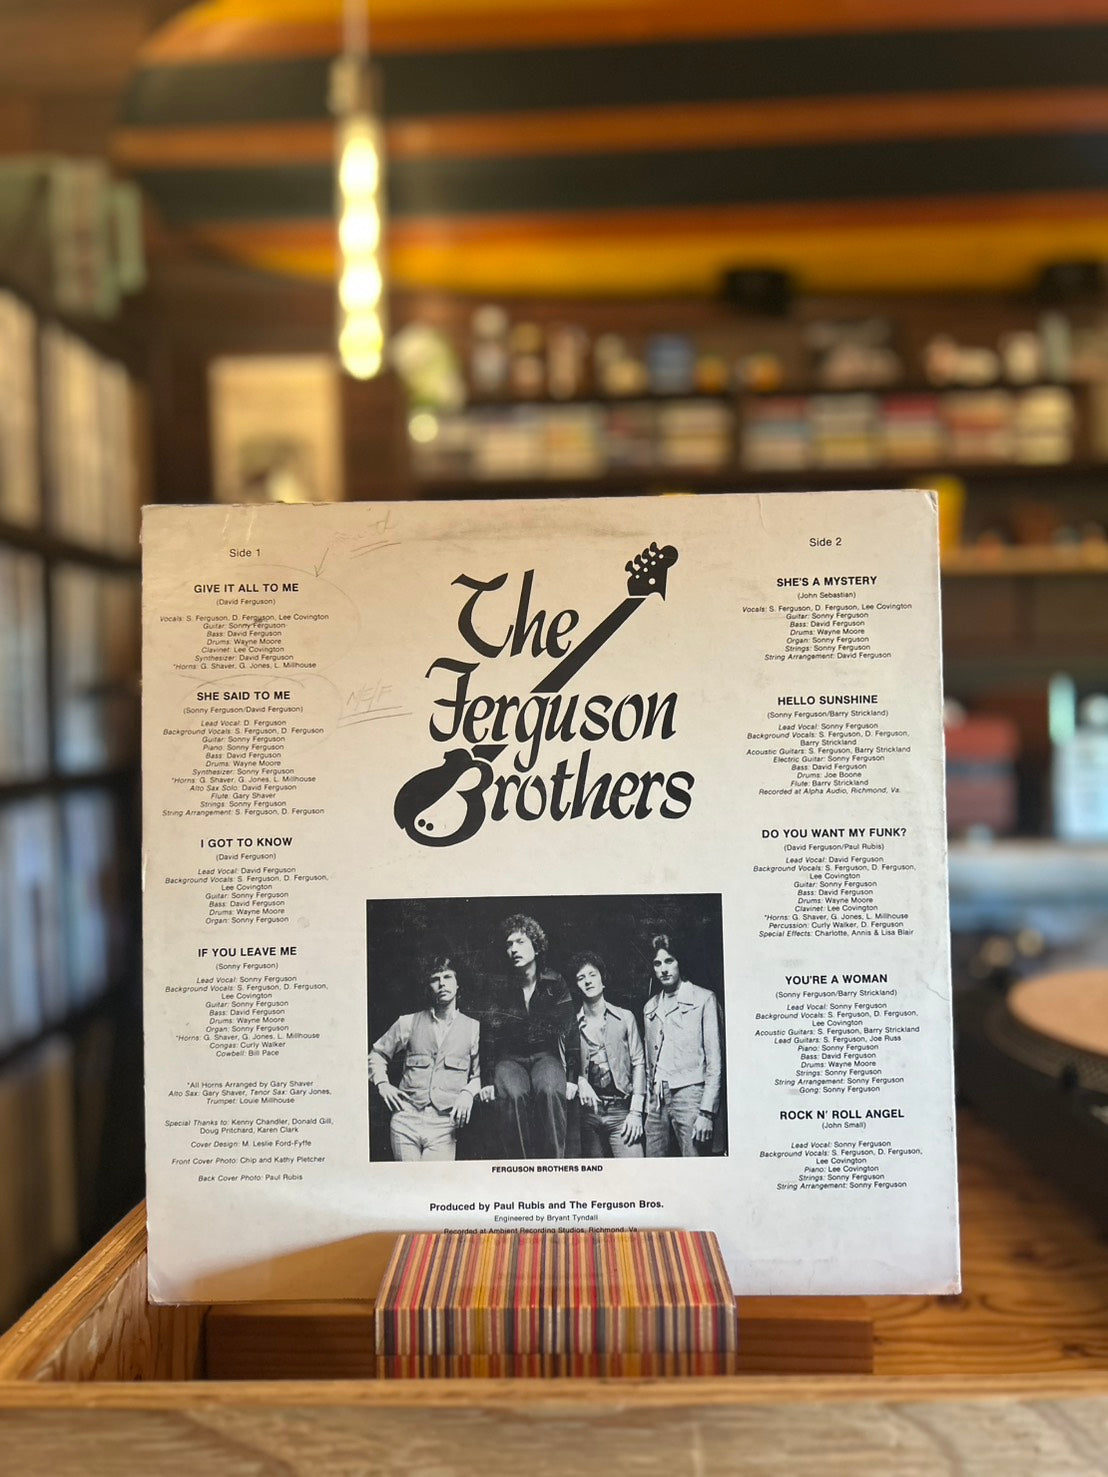 Side 1
GIVE IT ALL TO ME
(David Ferguson)
Vocals: S. Ferguson, D. Ferguson, Lee Covington
Guitar: Sonny Ferguson
Bass: David Ferguson
Drums: Wayne Moore
Clavinet: Lee Covington
Synthesizer: David Ferguson
*Horns: G. Shaver, G. Jones, L. Millhouse
SHE SAID TO ME
(Sonny Ferguson/David Ferguson)
Lead Vocal: D. Ferguson
Background Vocals: S. Ferguson, D. Ferguson
Guitar: Sonny Ferguson
Piano: Sonny Ferguson
Bass: David Ferguson
Drums: Wayne Moore
Synthesizer: Sonny Ferguson
*Horns: G. Shaver, G. Jones, L. Millhouse
Alto Sax Solo: David Ferguson
Flute: Gary Shaver
Strings: Sonny Ferguson
String Arrangement: S. Ferguson, D. Ferguson
I GOT TO KNOW
(David Ferguson)
Lead Vocal: David Ferguson
Background Vocals: S. Ferguson, D. Ferguson,
Lee Covington
Guitar: Sonny Ferguson
Bass: David Ferguson
Drums: Wayne Moore
Organ: Sonny Ferguson
IF YOU LEAVE ME
(Sonny Ferguson)
Lead Vocal: Sonny Ferguson
Background Vocals: S. Ferguson, D. Ferguson,
Lee Covington
Guitar: Sonny Ferguson
Bass: David Ferguson
Drums: Wayne Moore
Organ: Sonny Ferguson
*Horns: G. Shaver, G. Jones, L. Millhouse
Congas: Curly Walker
Cowbell: Bill Pace
*All Horns Arranged by Gary Shaver
Alto Sax: Gary Shaver, Tenor Sax: Gary Jones,
Trumpet: Louie Millhouse
Special Thanks to: Kenny Chandler, Donald Gill,
Doug Pritchard, Karen Clark
Cover Design: M. Leslie Ford-Fyffe
Front Cover Photo: Chip and Kathy Pletcher
Back Cover Photo: Paul Rubis
The
Ferguson
Brothers
FERGUSON BROTHERS BAND
Produced by Paul Rubis and The Ferguson Bros.
Engineered by Bryant Tyndall
Recorded at Ambient Recording Studios, Richmond, Va.
Side 2
SHE'S A MYSTERY
(John Sebastian)
Vocals: S. Ferguson, D. Ferguson, Lee Covington
Guitar: Sonny Ferguson
Bass: David Ferguson
Drums: Wayne Moore
Organ: Sonny Ferguson
Strings: Sonny Ferguson
String Arrangement: David Ferguson
HELLO SUNSHINE
(Sonny Ferguson/Barry Strickland)
Lead Vocal: Sonny Ferguson
Background Vocals: S. Ferguson, D. Ferguson,
Barry Strickland
Acoustic Guitars: S. Ferguson, Barry Strickland
Electric Guitar: Sonny Ferguson
Bass: David Ferguson
Drums: Joe Boone
Flute: Barry Strickland
Recorded at Alpha Audio, Richmond, Va.
DO YOU WANT MY FUNK?
(David Ferguson/Paul Rubis)
Lead Vocal: David Ferguson
Background Vocals: S. Ferguson, D. Ferguson,
Lee Covington
Guitar: Sonny Ferguson
Bass: David Ferguson
Drums: Wayne Moore
Clavinet: Lee Covington
*Horns: G. Shaver, G. Jones, L. Millhouse
Percussion: Curly Walker, D. Ferguson
Special Effects: Charlotte, Annis & Lisa Blair
YOU'RE A WOMAN
(Sonny Ferguson/Barry Strickland)
Lead Vocal: Sonny Ferguson
Background Vocals: S. Ferguson, D. Ferguson,
Lee Covington
Acoustic Guitars: S. Ferguson, Barry Strickland
Lead Guitars: S. Ferguson, Joe Russ
Piano: Sonny Ferguson
Bass: David Ferguson
Drums: Wayne Moore
Strings: Sonny Ferguson
String Arrangement: Sonny Ferguson
Gong: Sonny Ferguson
ROCK N' ROLL ANGEL
(John Small)
Lead Vocal: Sonny Ferguson
Background Vocals: S. Ferguson, D. Ferguson,
Lee Covington
Piano: Lee Covington
Strings: Sonny Ferguson
String Arrangement: Sonny Ferguson